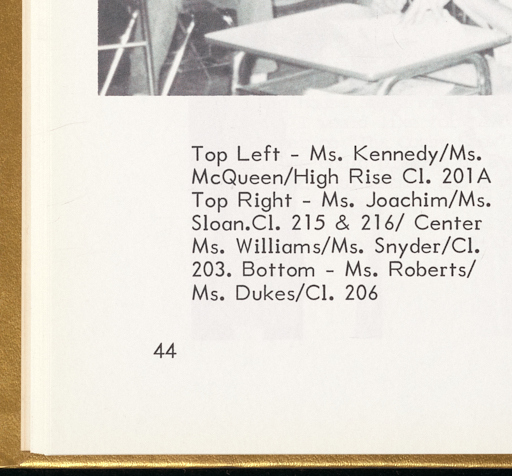 Top Left - Ms. Kennedy/Ms.
McQueen/High Rise Cl. 201A
Top Right - Ms. Joachim/Ms.
Sloan.Cl. 215 & 216/ Center
Ms. Williams/Ms. Snyder/Cl.
203. Bottom - Ms. Roberts/
Ms. Dukes/Cl. 206
44